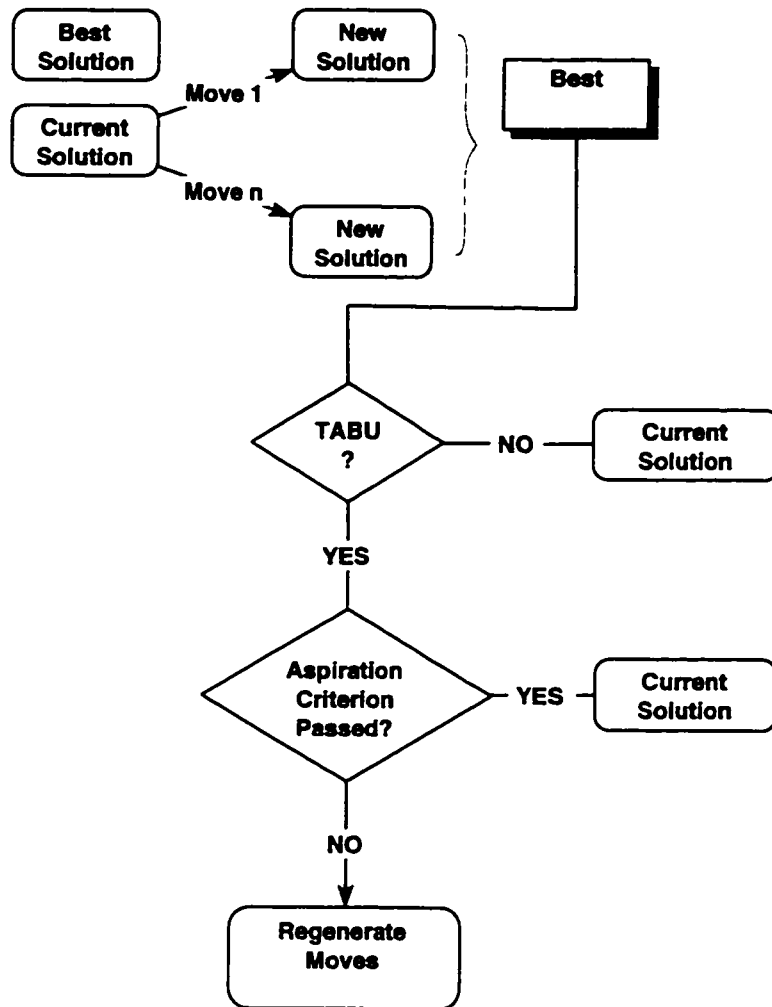 Best
Solution
New
Solution
Best
Move 1
Current
Solution
Move n
New
Solution
TABU
?
NO
Current
Solution
YES
Aspiration
Criterion
Passed?
YES
Current
Solution
NO
Regenerate
Moves